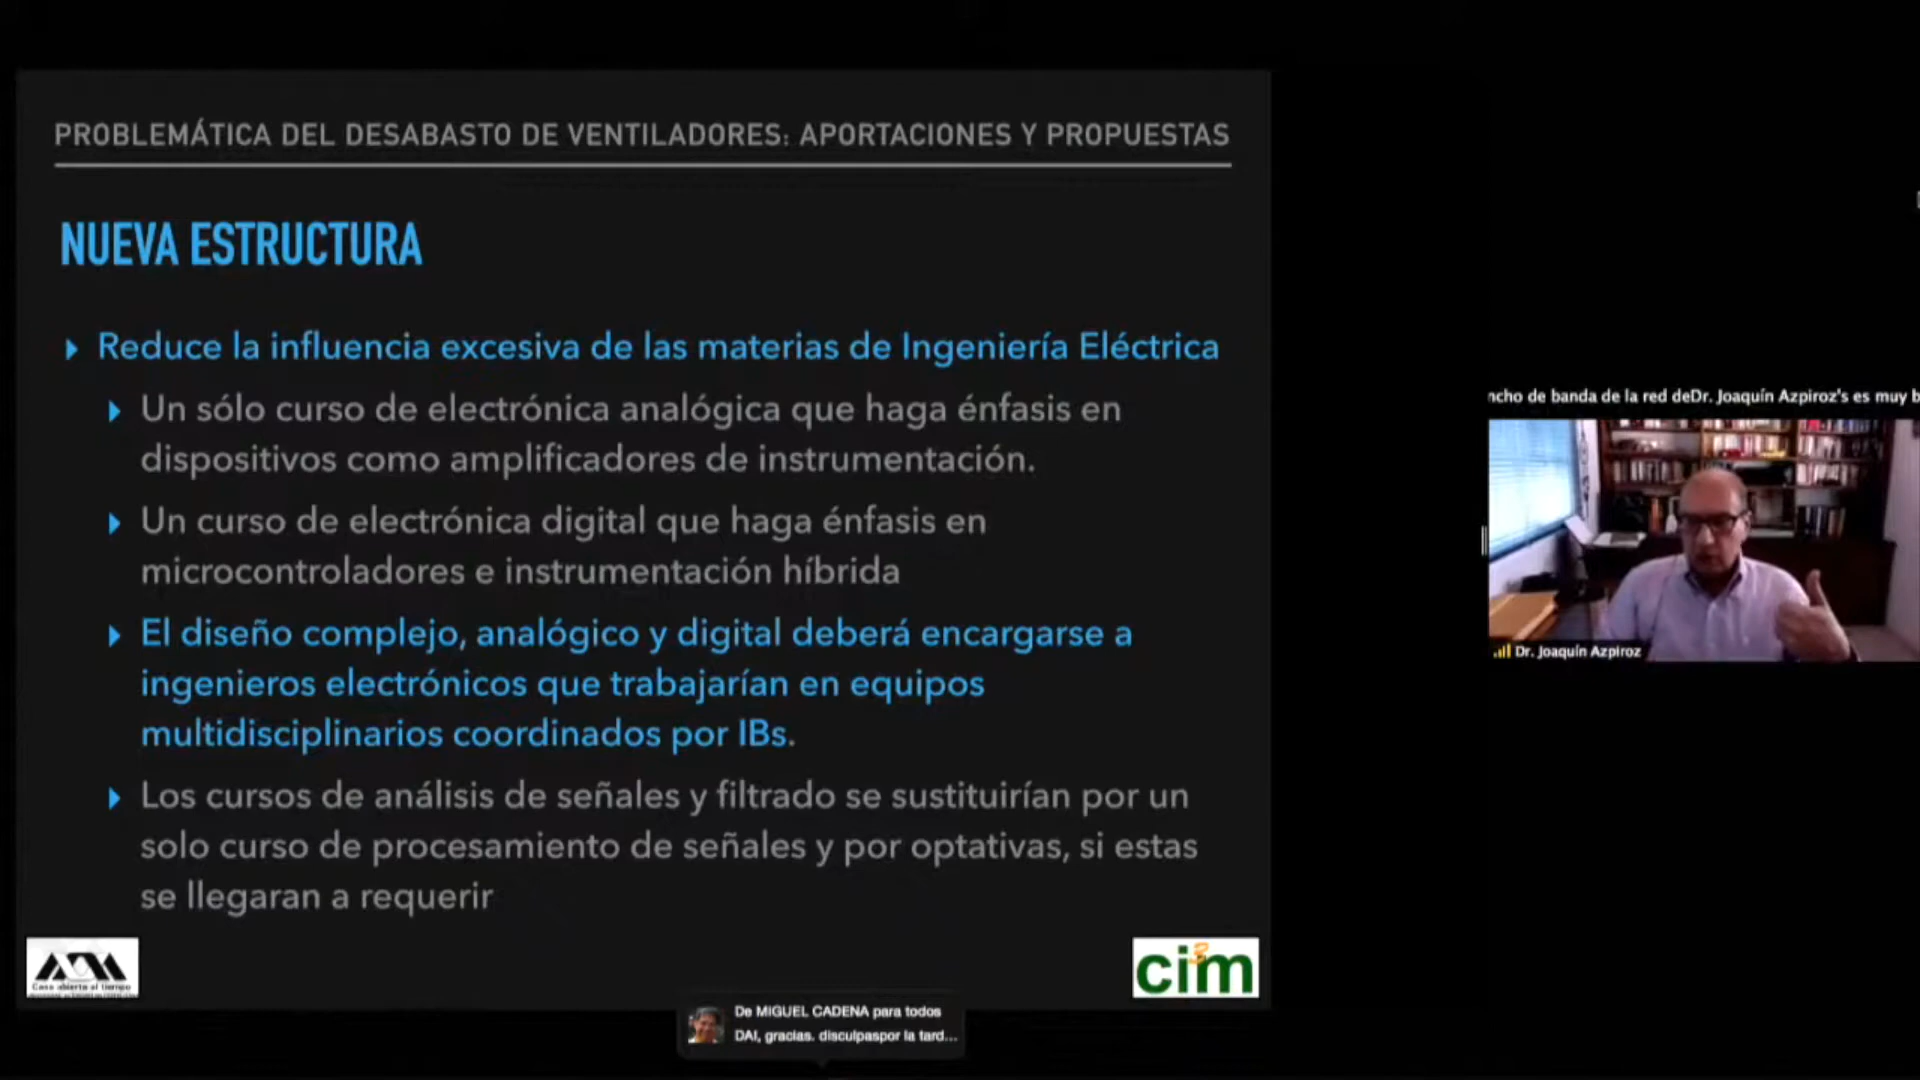 PROBLEMÁTICA DEL DESABASTO DE VENTILADORES: APORTACIONES Y PROPUESTAS
NUEVA ESTRUCTURA
Reduce la influencia excesiva de las materias de Ingeniería Eléctrica
Un sólo curso de electrónica analógica que haga énfasis en
dispositivos como amplificadores de instrumentación.
Un curso de electrónica digital que haga énfasis en
microcontroladores e instrumentación híbrida
El diseño complejo, analógico y digital deberá encargarse a
ingenieros electrónicos que trabajarían en equipos
multidisciplinarios coordinados por IBs.
Los cursos de análisis de señales y filtrado se sustituirían por un
solo curso de procesamiento de señales y por optativas, si estas
se llegaran a requerir
Casa abierta al tiempo
ci3m
De MIGUEL CADENA para todos
DAI, gracias. disculpaspor la tard...
ncho de banda de la red deDr. Joaquín Azpiroz's es muy b
Dr. Joaquín Azpiroz